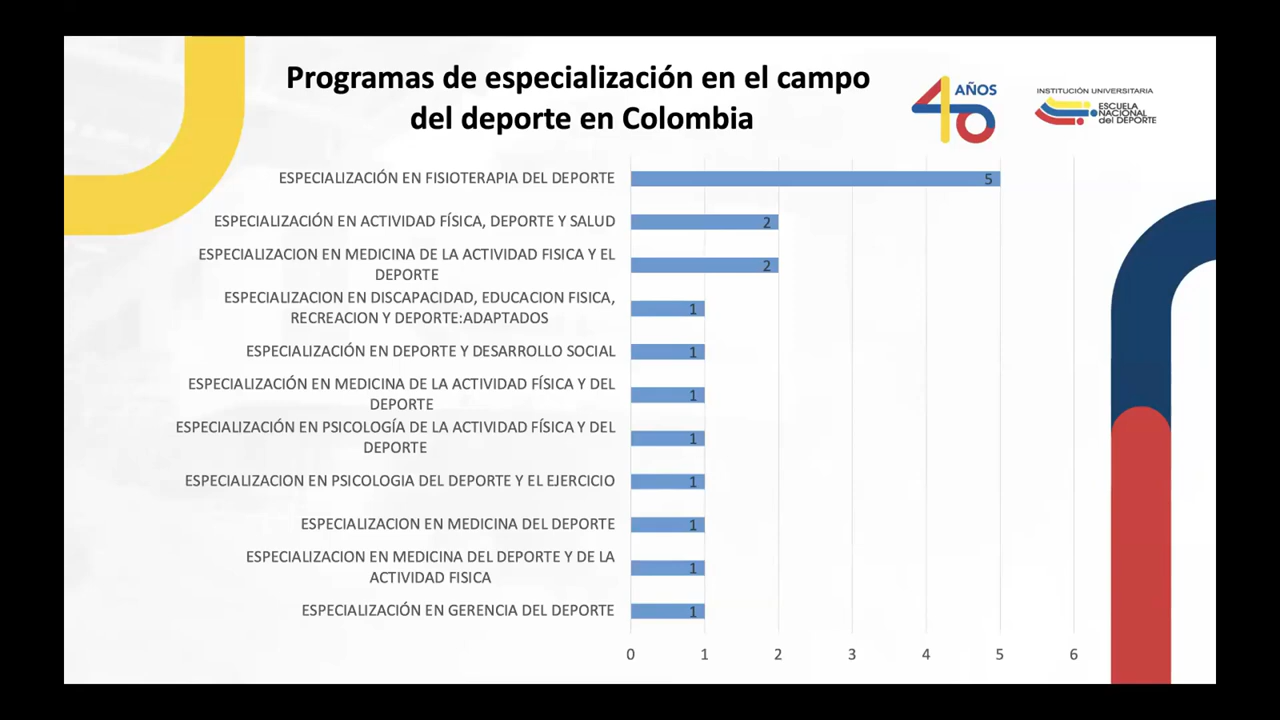 Programas de especialización en el campo
del deporte en Colombia
40 AÑOS
INSTITUCIÓN UNIVERSITARIA
ESCUELA
NACIONAL
del DEPORTE
ESPECIALIZACIÓN EN FISIOTERAPIA DEL DEPORTE
5
ESPECIALIZACIÓN EN ACTIVIDAD FÍSICA, DEPORTE Y SALUD
2
ESPECIALIZACION EN MEDICINA DE LA ACTIVIDAD FISICA Y EL
DEPORTE
2
ESPECIALIZACION EN DISCAPACIDAD, EDUCACION FISICA,
RECREACION Y DEPORTE:ADAPTADOS
1
ESPECIALIZACIÓN EN DEPORTE Y DESARROLLO SOCIAL
1
ESPECIALIZACIÓN EN MEDICINA DE LA ACTIVIDAD FÍSICA Y DEL
DEPORTE
1
ESPECIALIZACIÓN EN PSICOLOGÍA DE LA ACTIVIDAD FÍSICA Y DEL
DEPORTE
1
ESPECIALIZACION EN PSICOLOGIA DEL DEPORTE Y EL EJERCICIO
1
ESPECIALIZACION EN MEDICINA DEL DEPORTE
1
ESPECIALIZACION EN MEDICINA DEL DEPORTE Y DE LA
ACTIVIDAD FISICA
1
ESPECIALIZACIÓN EN GERENCIA DEL DEPORTE
1
0 1 2 3 4 5 6